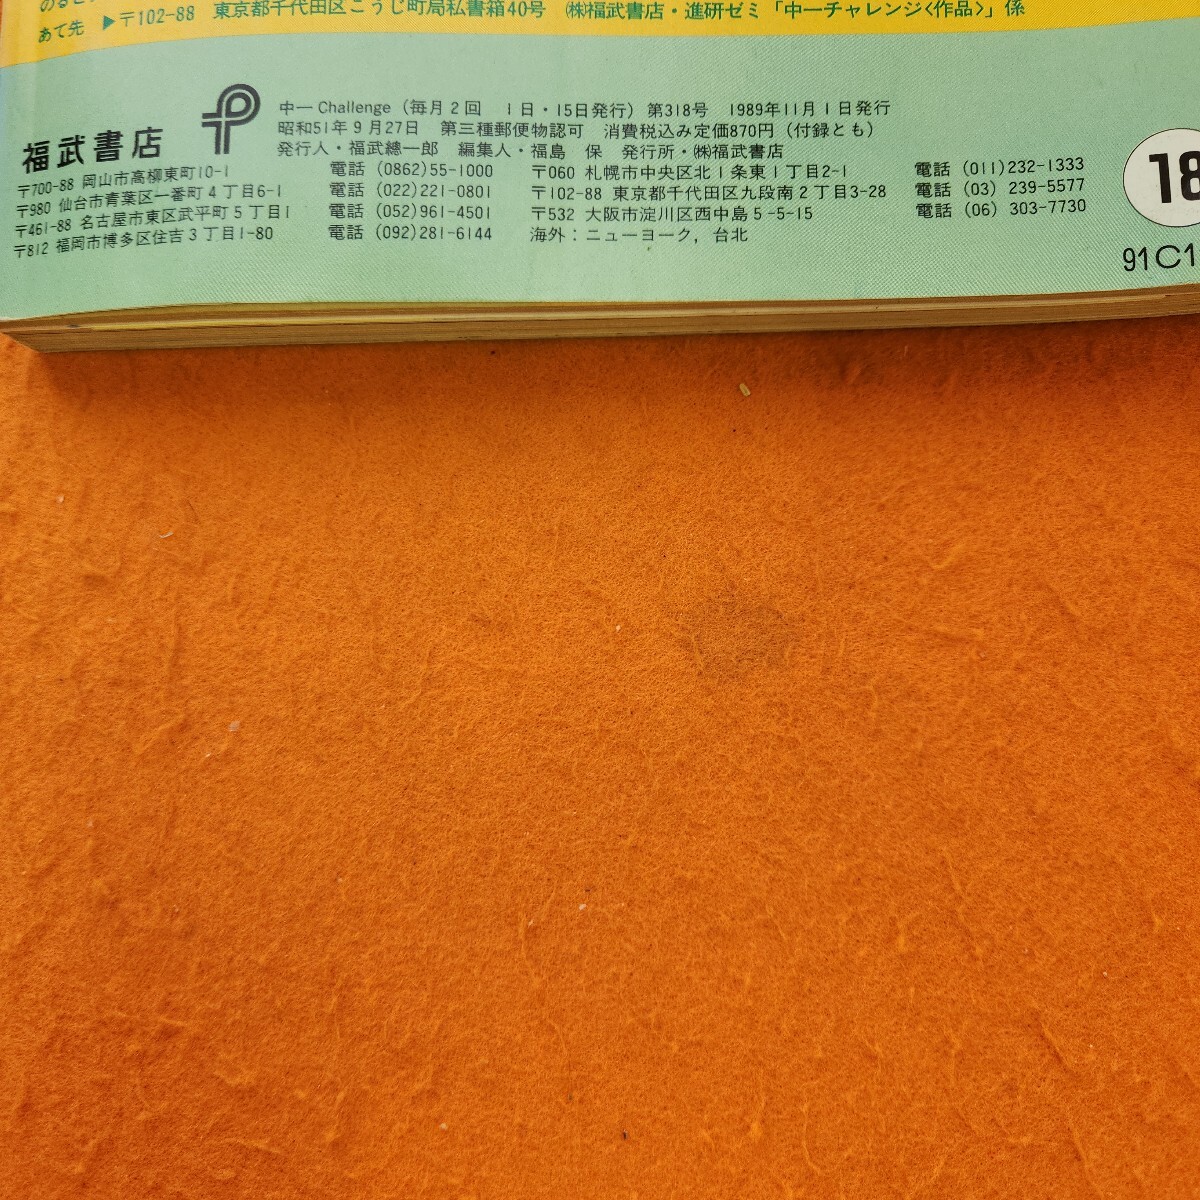 あて先 ▶〒102-88 東京都千代田区こうじ町局私書箱40号 ㈱福武書店・進研ゼミ「中一チャレンジ〈作品〉」係
福武書店
中一Challenge（毎月2回 1日・15日発行）第318号 1989年11月1日発行
昭和51年9月27日 第三種郵便物認可 消費税込み定価870円（付録とも）
発行人・福武總一郎 編集人・福島 保 発行所・㈱福武書店
〒700-88 岡山市高柳東町10-1 電話 (0862)55-1000 〒060 札幌市中央区北1条東1丁目2-1 電話 (011)232-1333
〒980 仙台市青葉区一番町4丁目6-1 電話 (022)221-0801 〒102-88 東京都千代田区九段南2丁目3-28 電話 (03) 239-5577
〒461-88 名古屋市東区武平町5丁目1 電話 (052)961-4501 〒532 大阪市淀川区西中島5-5-15 電話 (06) 303-7730
〒812 福岡市博多区住吉3丁目1-80 電話 (092)281-6144 海外：ニューヨーク，台北
18
91C1